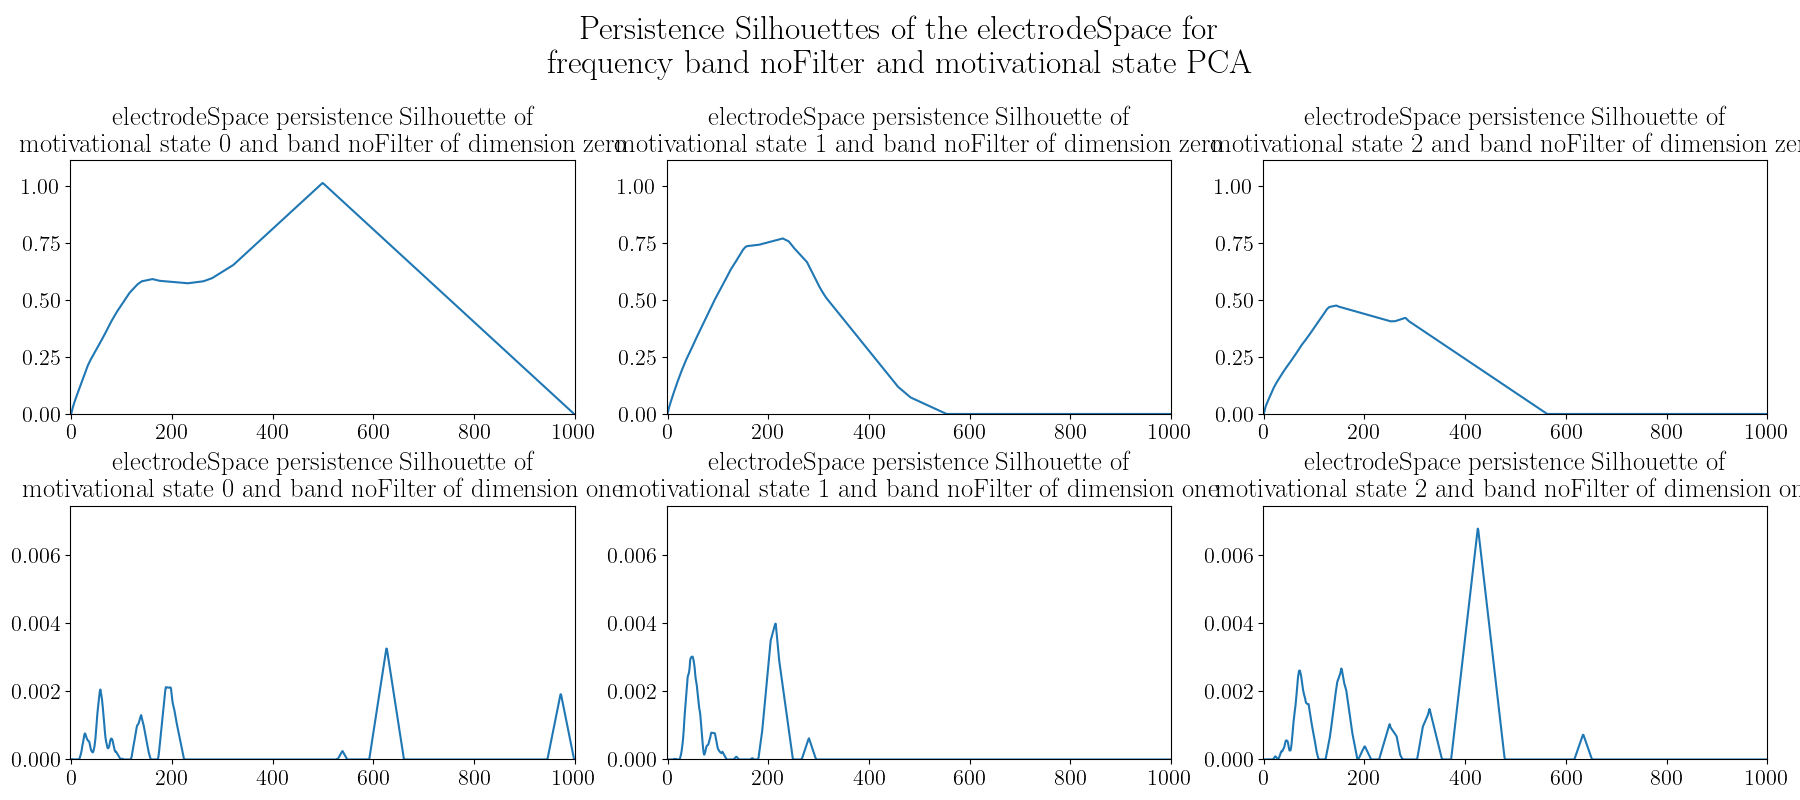 Persistence Silhouettes of the electrodeSpace for
frequency band noFilter and motivational state PCA
electrodeSpace persistence Silhouette of
motivational state 0 and band noFilter of dimension zero
electrodeSpace persistence Silhouette of
motivational state 1 and band noFilter of dimension zero
electrodeSpace persistence Silhouette of
motivational state 2 and band noFilter of dimension zer
1.00
0.75
0.50
0.25
0.00
0 200 400 600 800 1000
1.00
0.75
0.50
0.25
0.00
0 200 400 600 800 1000
1.00
0.75
0.50
0.25
0.00
0 200 400 600 800 1000
electrodeSpace persistence Silhouette of
motivational state 0 and band noFilter of dimension one
electrodeSpace persistence Silhouette of
motivational state 1 and band noFilter of dimension one
electrodeSpace persistence Silhouette of
motivational state 2 and band noFilter of dimension on
0.006
0.004
0.002
0.000
0 200 400 600 800 1000
0.006
0.004
0.002
0.000
0 200 400 600 800 1000
0.006
0.004
0.002
0.000
0 200 400 600 800 1000